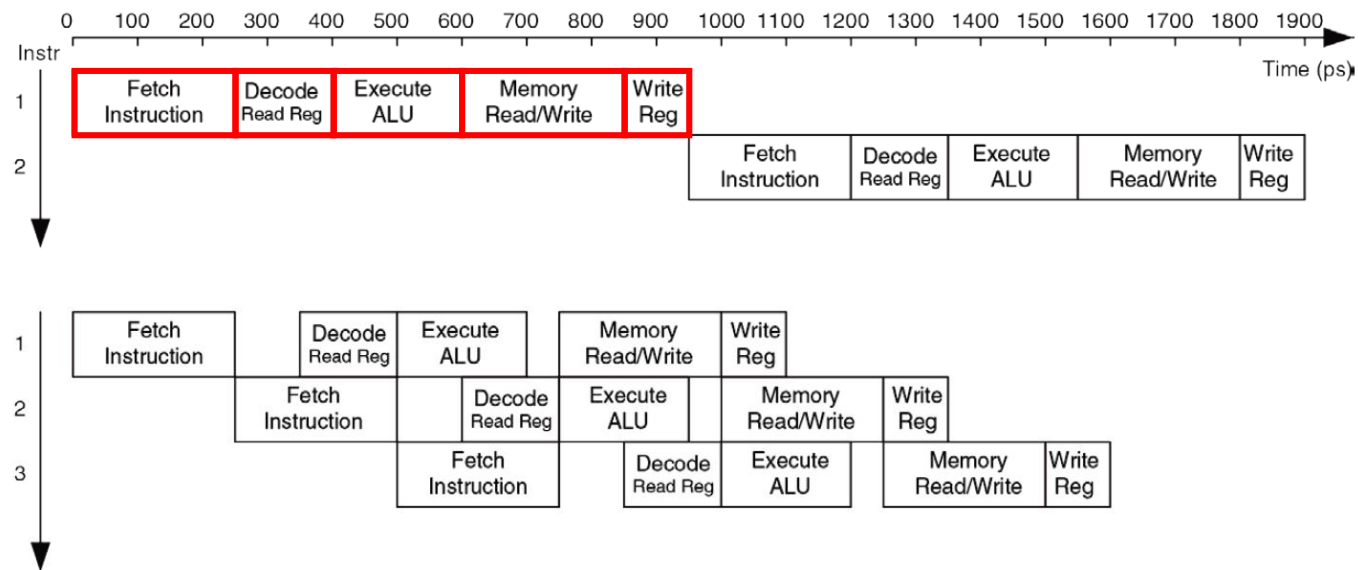 0 100 200 300 400 500 600 700 800 900 1000 1100 1200 1300 1400 1500 1600 1700 1800 1900
Instr
Time (ps)
1
Fetch
Instruction
Decode
Read Reg
Execute
ALU
Memory
Read/Write
Write
Reg
2
Fetch
Instruction
Decode
Read Reg
Execute
ALU
Memory
Read/Write
Write
Reg
1
Fetch
Instruction
Decode
Read Reg
Execute
ALU
Memory
Read/Write
Write
Reg
2
Fetch
Instruction
Decode
Read Reg
Execute
ALU
Memory
Read/Write
Write
Reg
3
Fetch
Instruction
Decode
Read Reg
Execute
ALU
Memory
Read/Write
Write
Reg